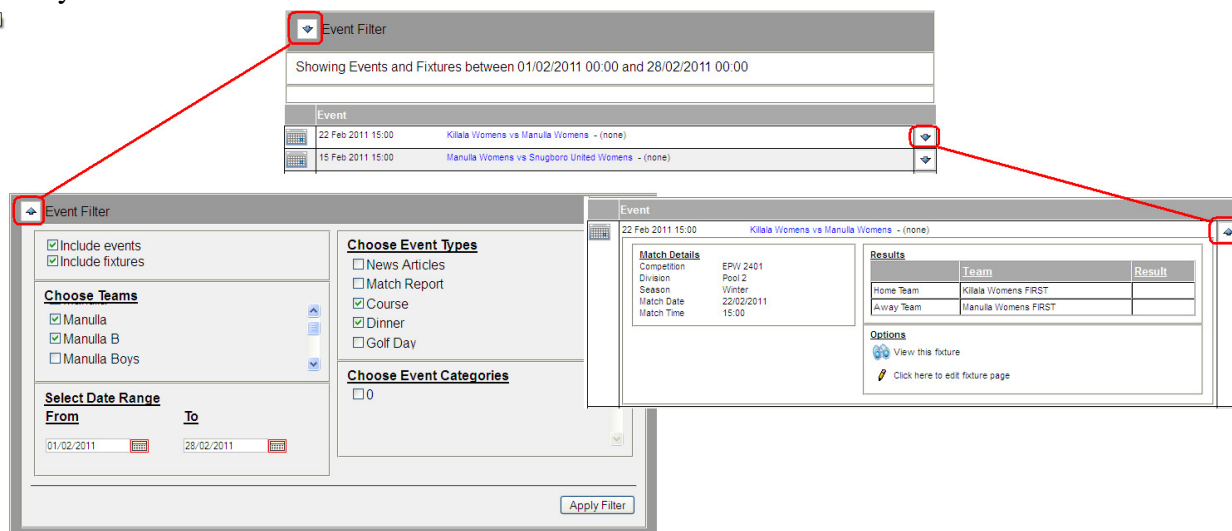 Event Filter
Showing Events and Fixtures between 01/02/2011 00:00 and 28/02/2011 00:00
Event
22 Feb 2011 15:00 Killala Womens vs Manulla Womens - (none)
15 Feb 2011 15:00 Manulla Womens vs Snugboro United Womens - (none)
Event Filter
Include events
Include fixtures
Choose Teams
Manulla
Manulla B
Manulla Boys
Select Date Range
From To
01/02/2011 28/02/2011
Choose Event Types
News Articles
Match Report
Course
Dinner
Golf Day
Choose Event Categories
0
Apply Filter
Event
22 Feb 2011 15:00 Killala Womens vs Manulla Womens - (none)
Match Details
Competition EPW 2401
Division Pool 2
Season Winter
Match Date 22/02/2011
Match Time 15:00
Results
Team Result
Home Team Killala Womens FIRST
Away Team Manulla Womens FIRST
Options
View this fixture
Click here to edit fixture page